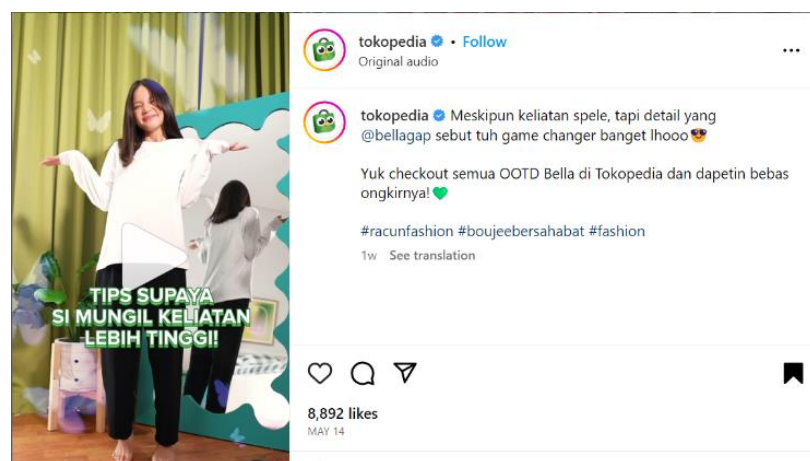 tokopedia • Follow
Original audio
tokopedia Meskipun keliatan spele, tapi detail yang
@bellagap sebut tuh game changer banget lhooo😎
Yuk checkout semua OOTD Bella di Tokopedia dan dapetin bebas
ongkirnya!💚
#racunfashion #boujeebersahabat #fashion
1w See translation
TIPS SUPAYA
SI MUNGIL KELIATAN
LEBIH TINGGI!
8,892 likes
MAY 14